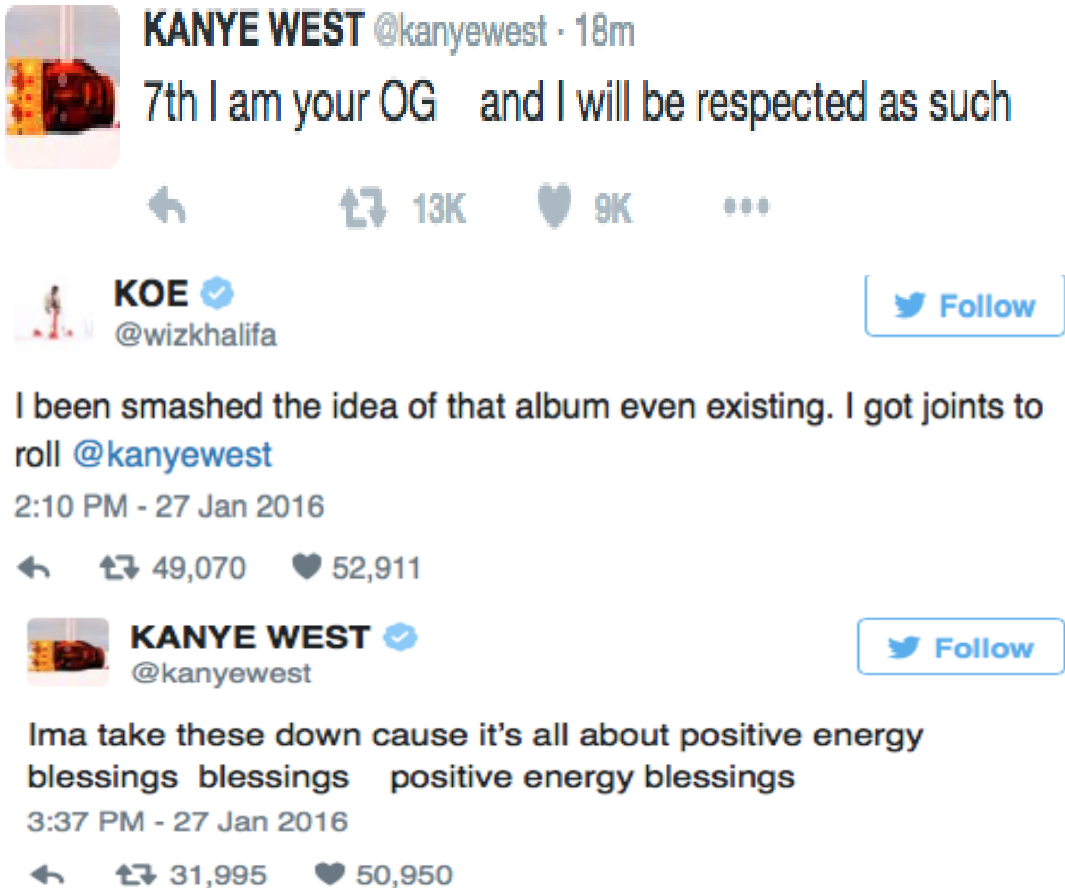 KANYE WEST @kanyewest · 18m
7th I am your OG and I will be respected as such
13K 9K
KOE
Follow
@wizkhalifa
I been smashed the idea of that album even existing. I got joints to
roll @kanyewest
2:10 PM - 27 Jan 2016
49,070 52,911
KANYE WEST
Follow
@kanyewest
Ima take these down cause it's all about positive energy
blessings blessings positive energy blessings
3:37 PM - 27 Jan 2016
31,995 50,950